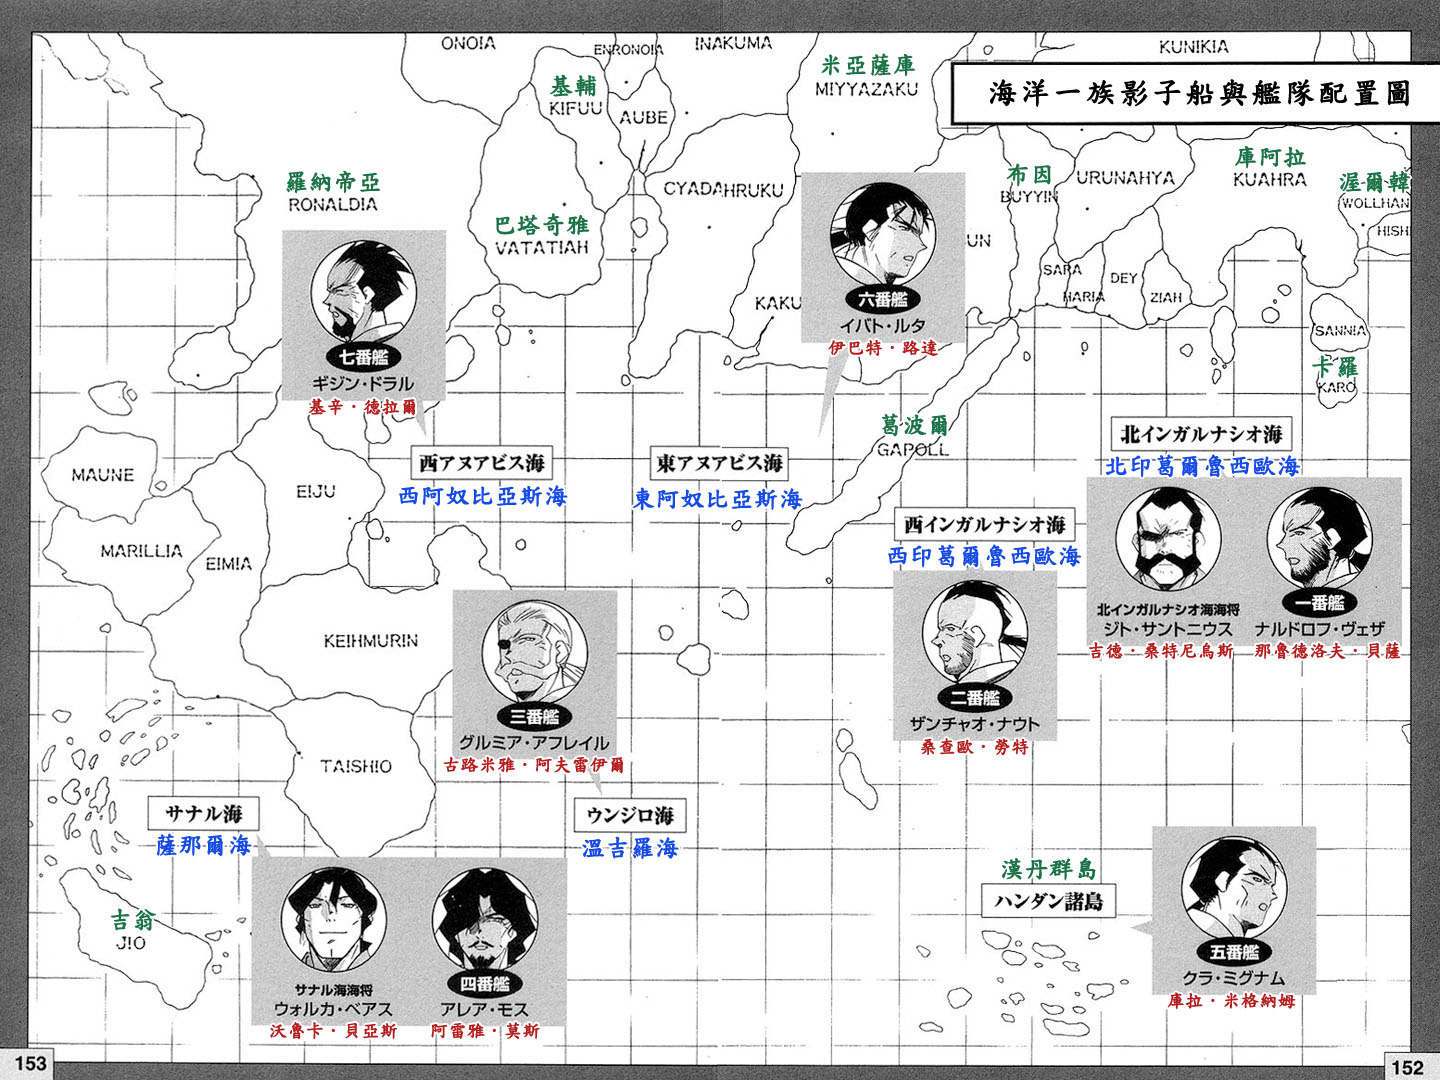 ONOIA
ENRONOIA
INAKUMA
KUNIKIA
海洋一族影子船與艦隊配置圖
米亞薩庫
MIYYAZAKU
基輔
KIFUU
AUBE
羅納帝亞
RONALDIA
巴塔奇雅
VATATIAH
CYADAHRUKU
布因
BUYYIN
URUNAHYA
庫阿拉
KUAHRA
渥爾韓
WOLLHAN
HISHI
UN
SARA
HARIA
DEY
ZIAH
KAKU
SANNIA
卡羅
KARO
七番艦
ギジン・ドラル
基辛・德拉爾
六番艦
イバト・ルタ
伊巴特・路達
葛波爾
GAPOLL
西アヌアビス海
西阿奴比亞斯海
東アヌアビス海
東阿奴比亞斯海
北インガルナシオ海
北印葛爾魯西歐海
西インガルナシオ海
西印葛爾魯西歐海
MAUNE
EIJU
MARILLIA
EIMIA
KEIHMURIN
TAISHIO
北インガルナシオ海海将
ジト・サントニウス
吉德・桑特尼烏斯
一番艦
ナルドロフ・ヴェザ
那魯德洛夫・貝薩
二番艦
ザンチャオ・ナウト
桑查歐・勞特
三番艦
グルミア・アフレイル
古路米雅・阿夫雷伊爾
サナル海
薩那爾海
ウンジロ海
溫吉羅海
吉翁
JIO
サナル海海将
ウォルカ・ベアス
沃魯卡・貝亞斯
四番艦
アレア・モス
阿雷雅・莫斯
漢丹群島
ハンダン諸島
五番艦
クラ・ミグナム
庫拉・米格納姆
153
152